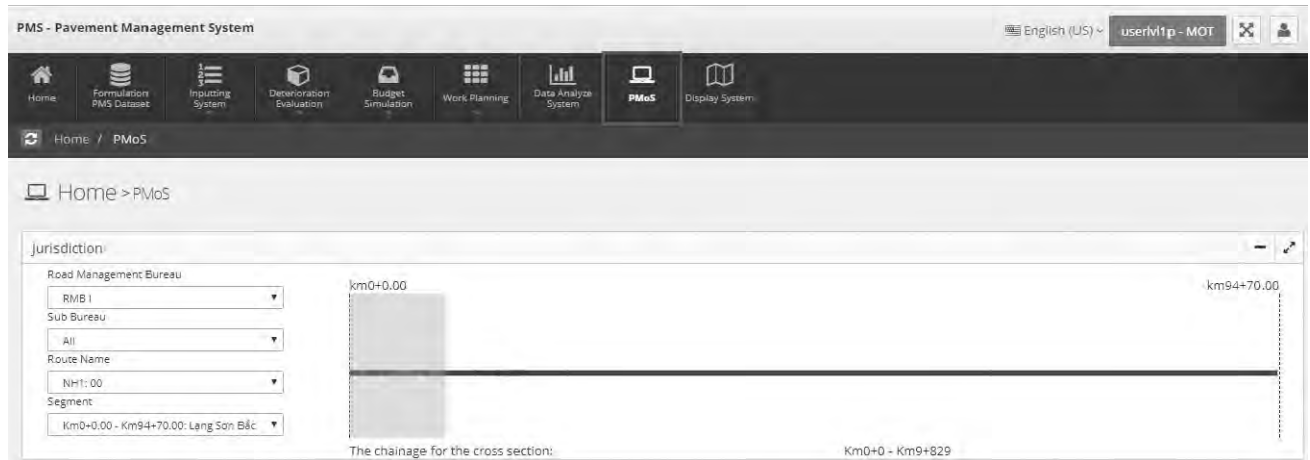 PMS - Pavement Management System
English (US)
userlvl1p - MOT
Home
Formulation
PMS Dataset
Inputting
System
Deterioration
Evaluation
Budget
Simulation
Work Planning
Data Analyze
System
PMoS
Display System
Home / PMoS
Home > PMoS
Jurisdiction
Road Management Bureau
RMB I
Sub Bureau
All
Route Name
NH1: 00
Segment
Km0+0.00 - Km94+70.00: Lạng Sơn Bắc
km0+0.00
km94+70.00
The chainage for the cross section:
Km0+0 - Km9+829